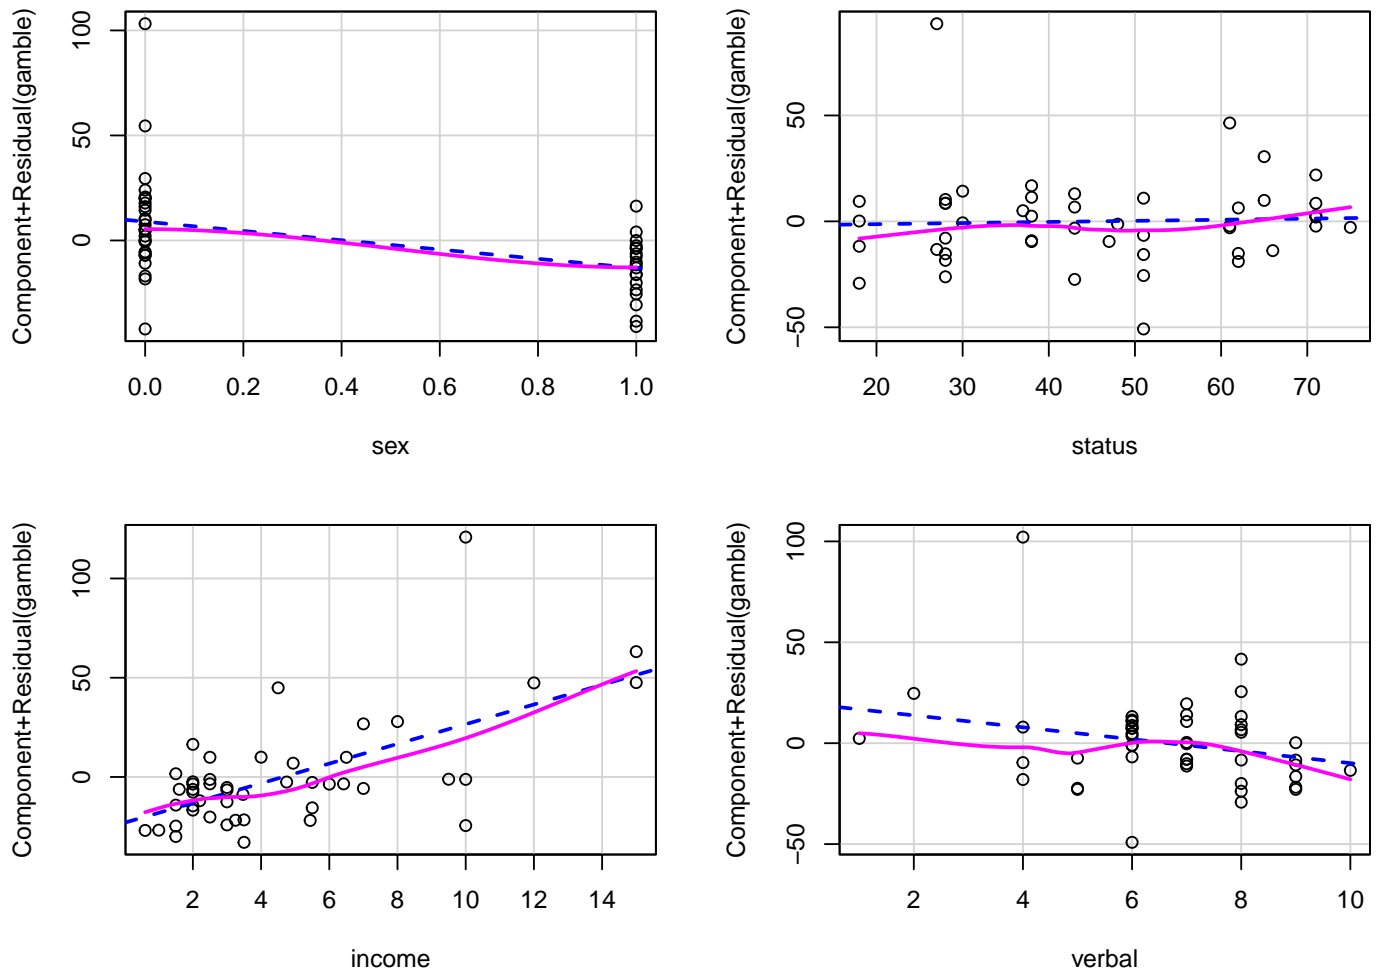 Component+Residual(gamble)
100
50
0
0.0 0.2 0.4 0.6 0.8 1.0
sex
Component+Residual(gamble)
50
0
−50
20 30 40 50 60 70
status
Component+Residual(gamble)
100
50
0
2 4 6 8 10 12 14
income
Component+Residual(gamble)
100
50
0
−50
2 4 6 8 10
verbal